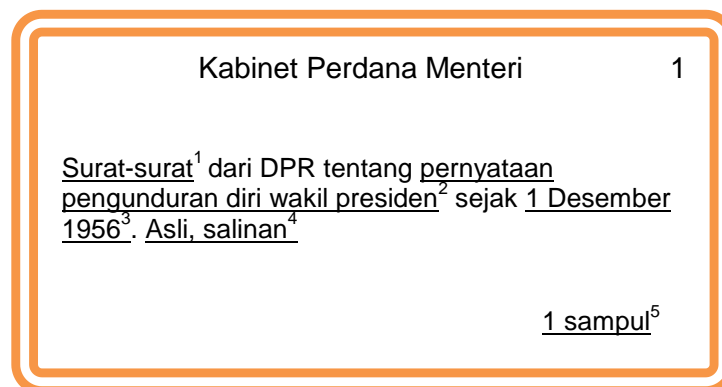 Kabinet Perdana Menteri 1
Surat-surat¹ dari DPR tentang pernyataan
pengunduran diri wakil presiden² sejak 1 Desember
1956³. Asli, salinan⁴
1 sampul⁵